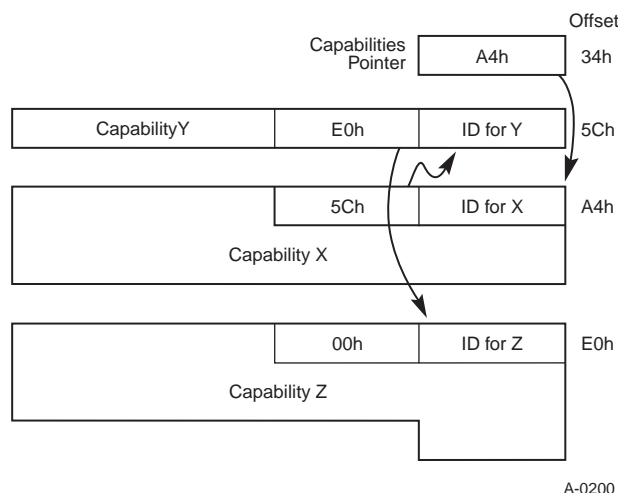 Offset
Capabilities
Pointer
A4h
34h
CapabilityY
E0h
ID for Y
5Ch
5Ch
ID for X
A4h
Capability X
00h
ID for Z
E0h
Capability Z
A-0200